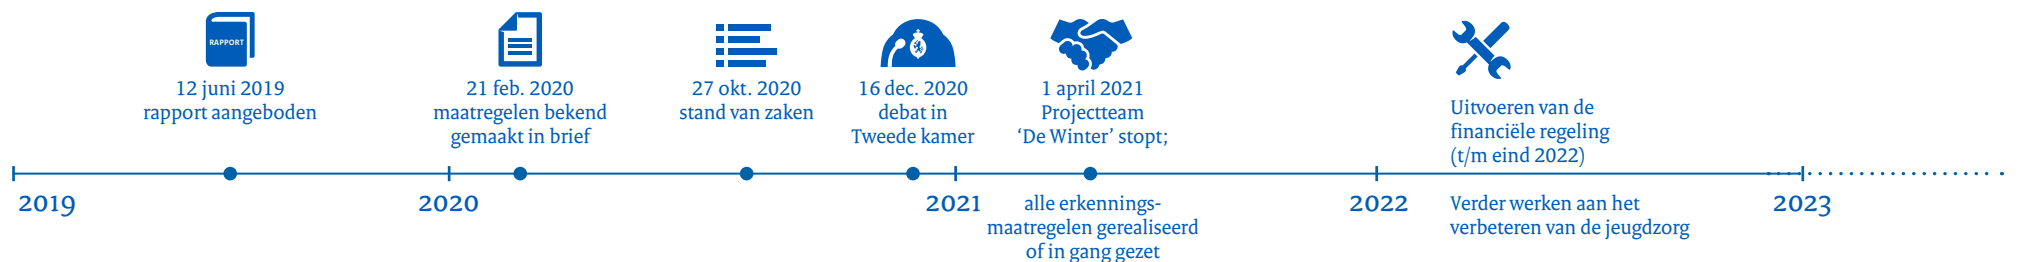 RAPPORT
12 juni 2019
rapport aangeboden
21 feb. 2020
maatregelen bekend
gemaakt in brief
27 okt. 2020
stand van zaken
16 dec. 2020
debat in
Tweede kamer
1 april 2021
Projectteam
‘De Winter’ stopt;
Uitvoeren van de
financiële regeling
(t/m eind 2022)
2019
2020
2021
alle erkennings-
maatregelen gerealiseerd
of in gang gezet
2022
Verder werken aan het
verbeteren van de jeugdzorg
2023